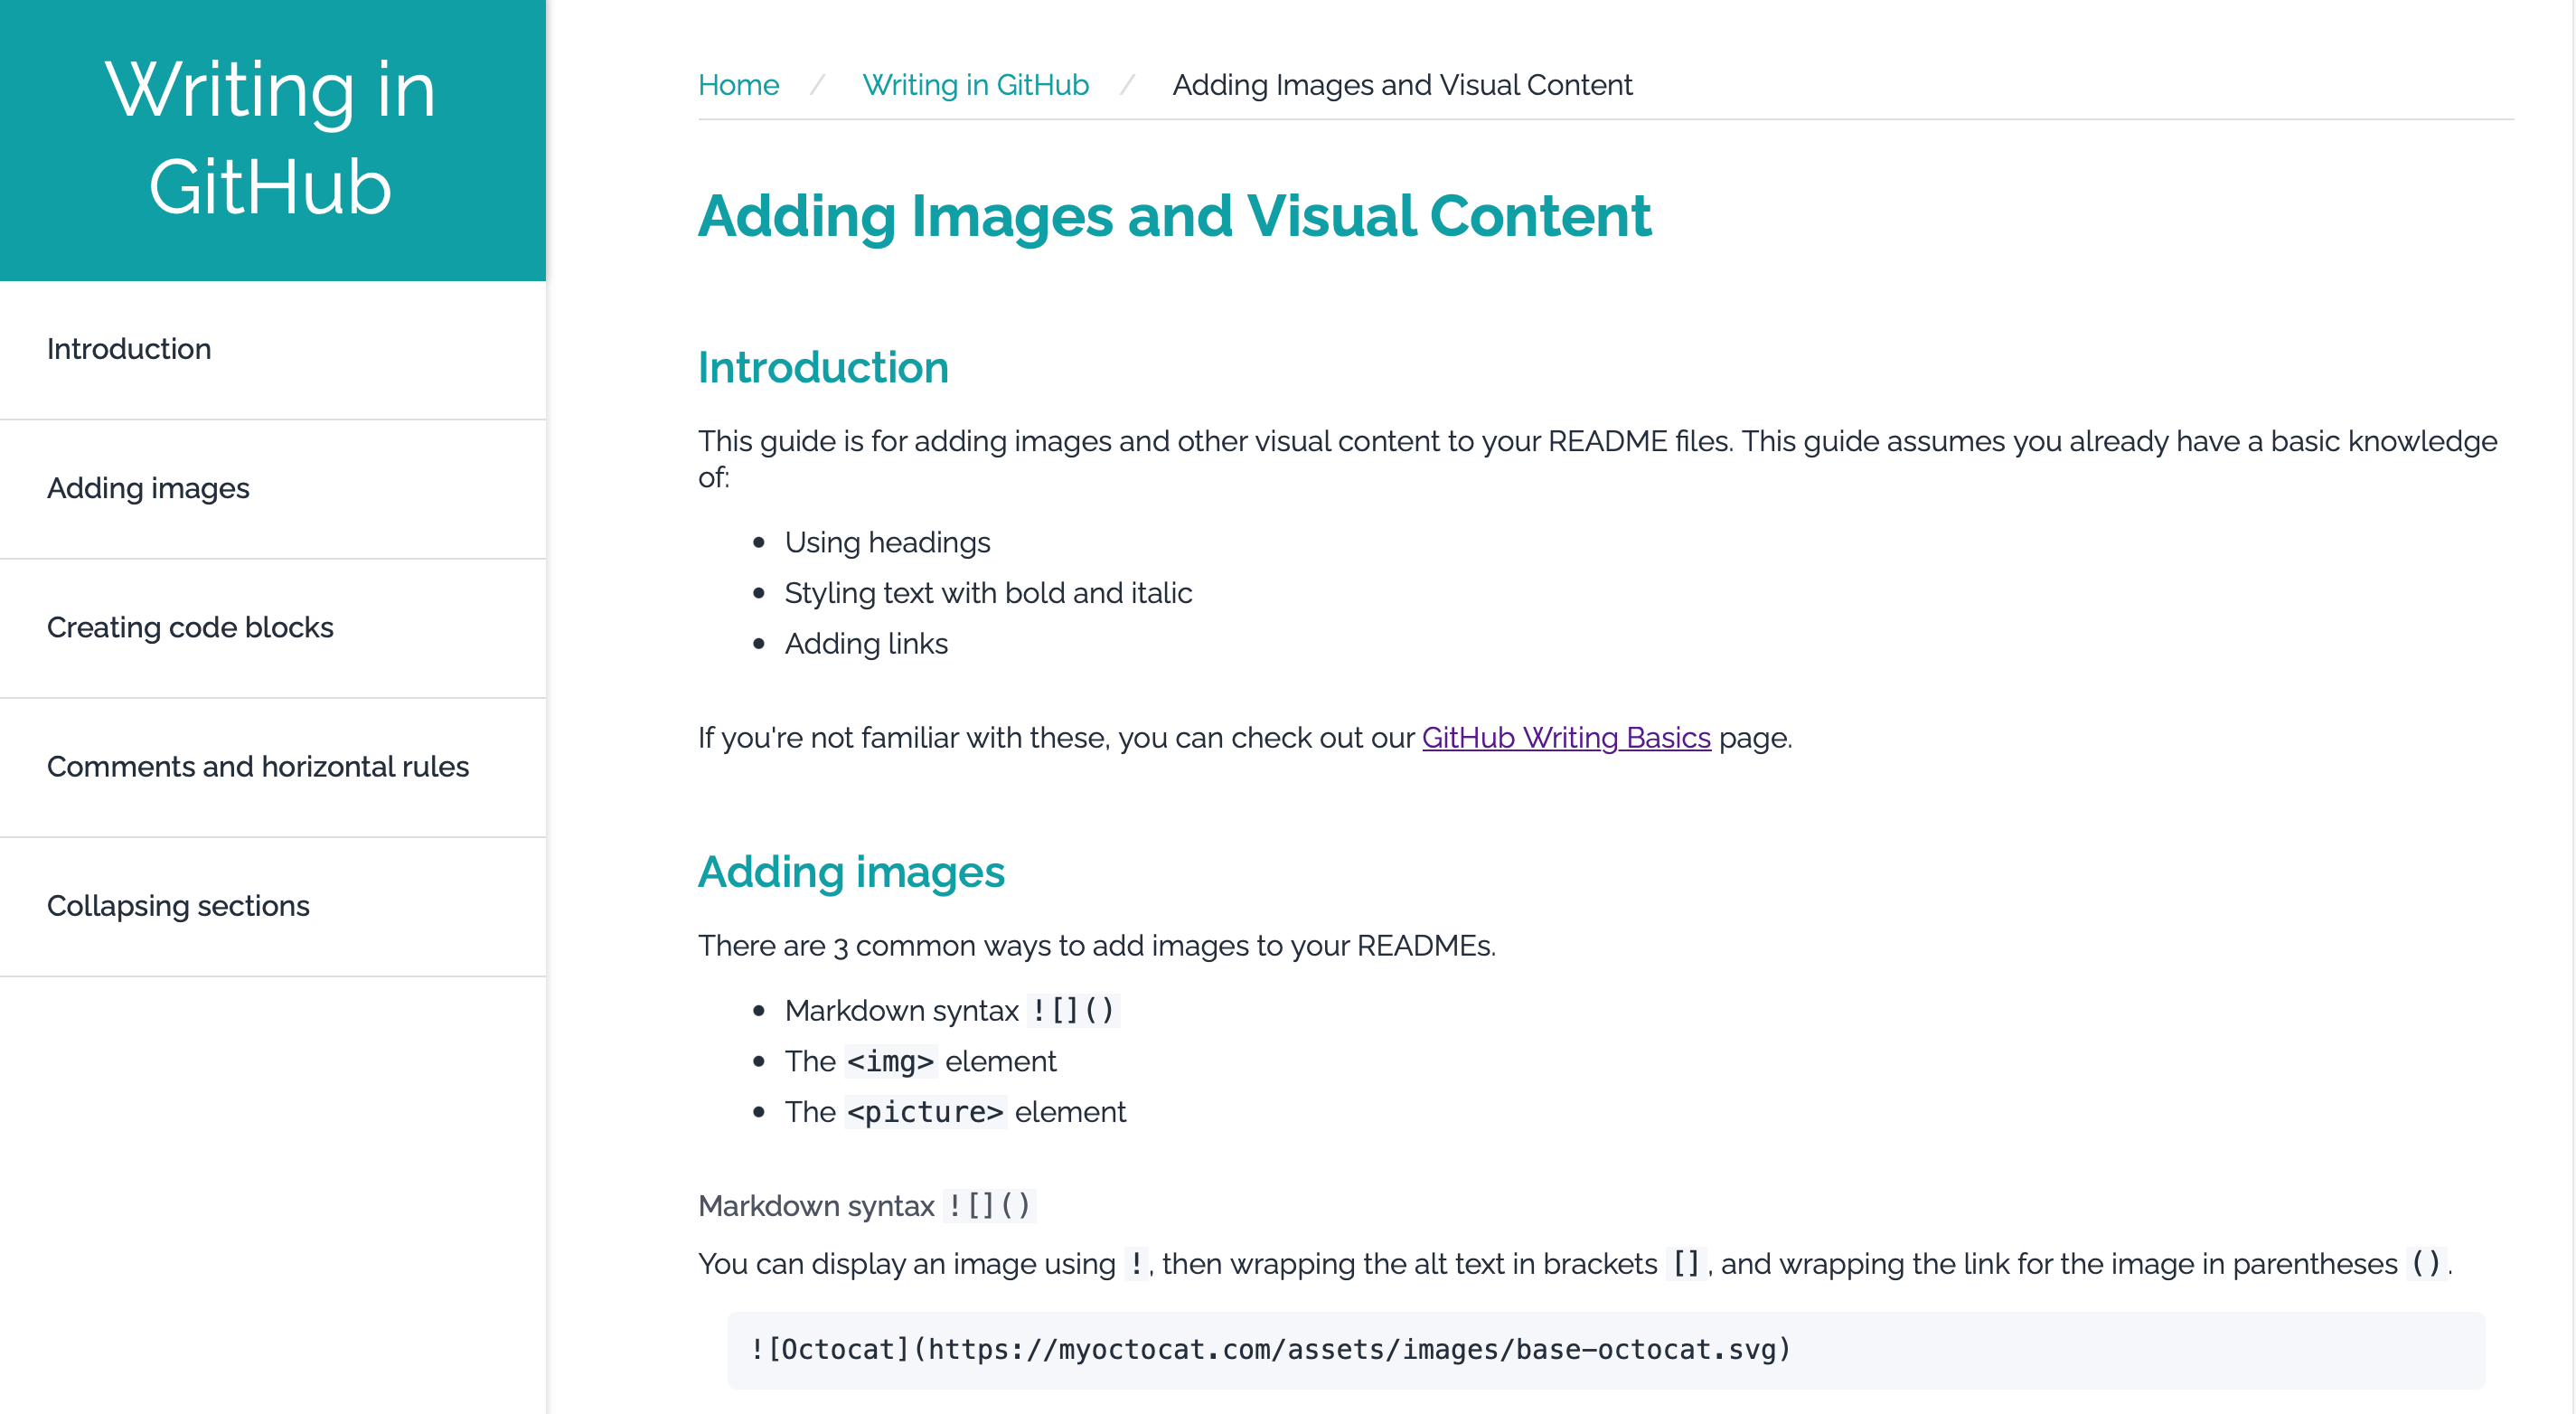 Writing in
GitHub
Introduction
Adding images
Creating code blocks
Comments and horizontal rules
Collapsing sections
Home / Writing in GitHub / Adding Images and Visual Content
Adding Images and Visual Content
Introduction
This guide is for adding images and other visual content to your README files. This guide assumes you already have a basic knowledge
of:
• Using headings
• Styling text with bold and italic
• Adding links
If you're not familiar with these, you can check out our GitHub Writing Basics page.
Adding images
There are 3 common ways to add images to your READMEs.
• Markdown syntax ![]()
• The <img> element
• The <picture> element
Markdown syntax ![]()
You can display an image using !, then wrapping the alt text in brackets [], and wrapping the link for the image in parentheses ().
![Octocat](https://myoctocat.com/assets/images/base-octocat.svg)